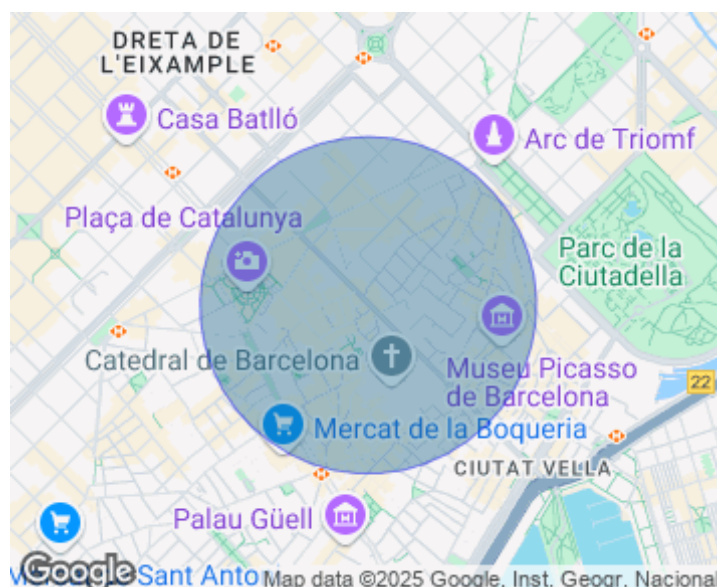 DRETA DE
L'EIXAMPLE
Casa Batlló
Arc de Triomf
Plaça de Catalunya
Parc de la
Ciutadella
Catedral de Barcelona
Museu Picasso
de Barcelona
22
Mercat de la Boqueria
CIUTAT VELLA
Palau Güell
Sant Anto
Google
Map data ©2025 Google, Inst. Geogr. Nacional